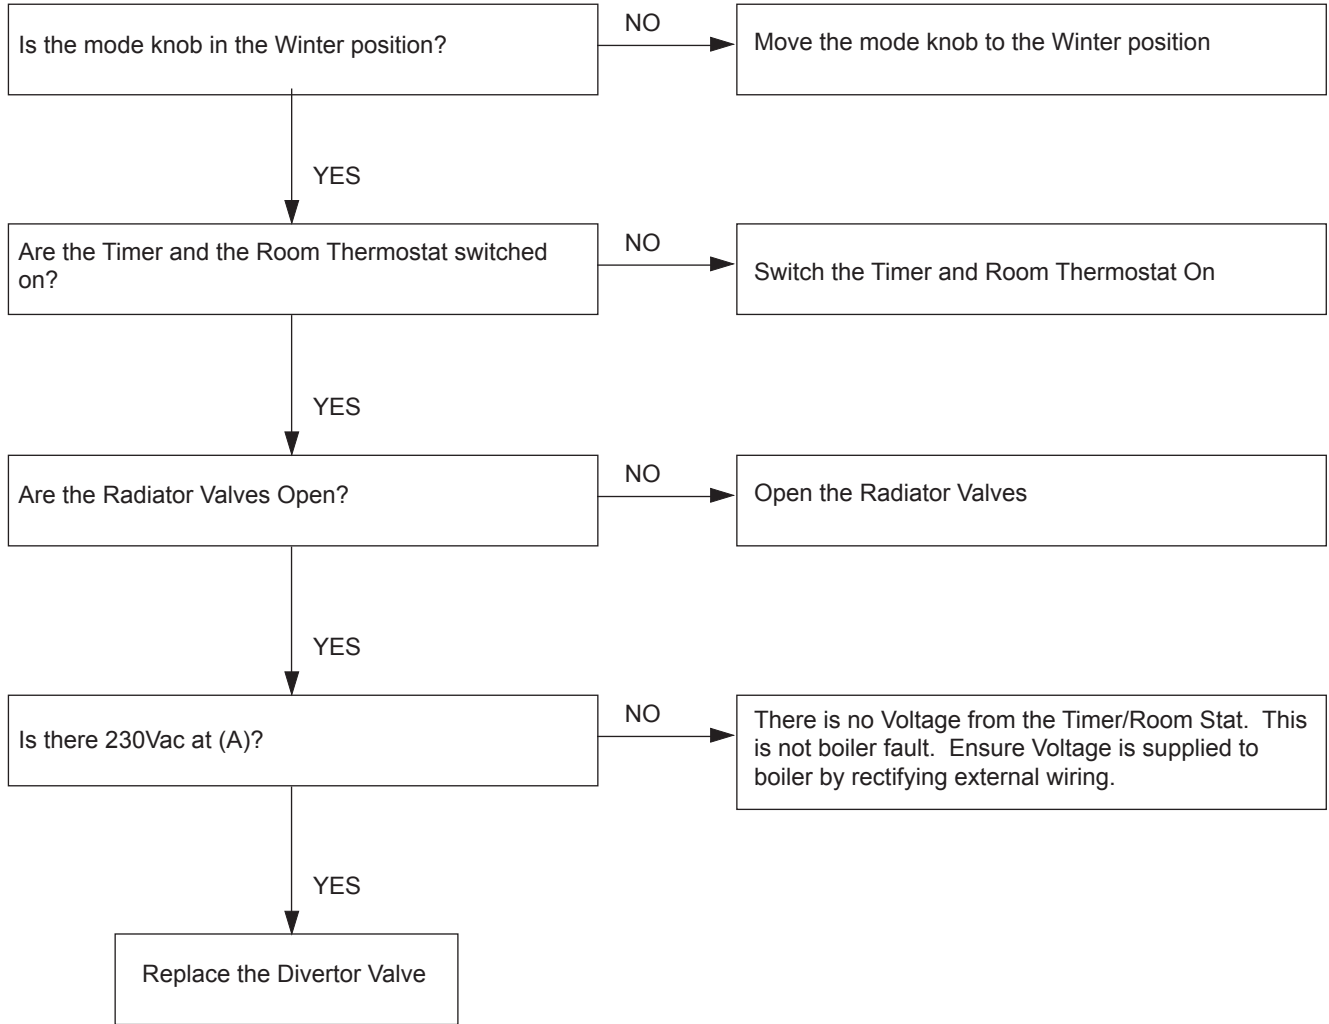 Is the mode knob in the Winter position?
NO
Move the mode knob to the Winter position
YES
Are the Timer and the Room Thermostat switched
on?
NO
Switch the Timer and Room Thermostat On
YES
Are the Radiator Valves Open?
NO
Open the Radiator Valves
YES
Is there 230Vac at (A)?
NO
There is no Voltage from the Timer/Room Stat.  This
is not boiler fault.  Ensure Voltage is supplied to
boiler by rectifying external wiring.
YES
Replace the Divertor Valve